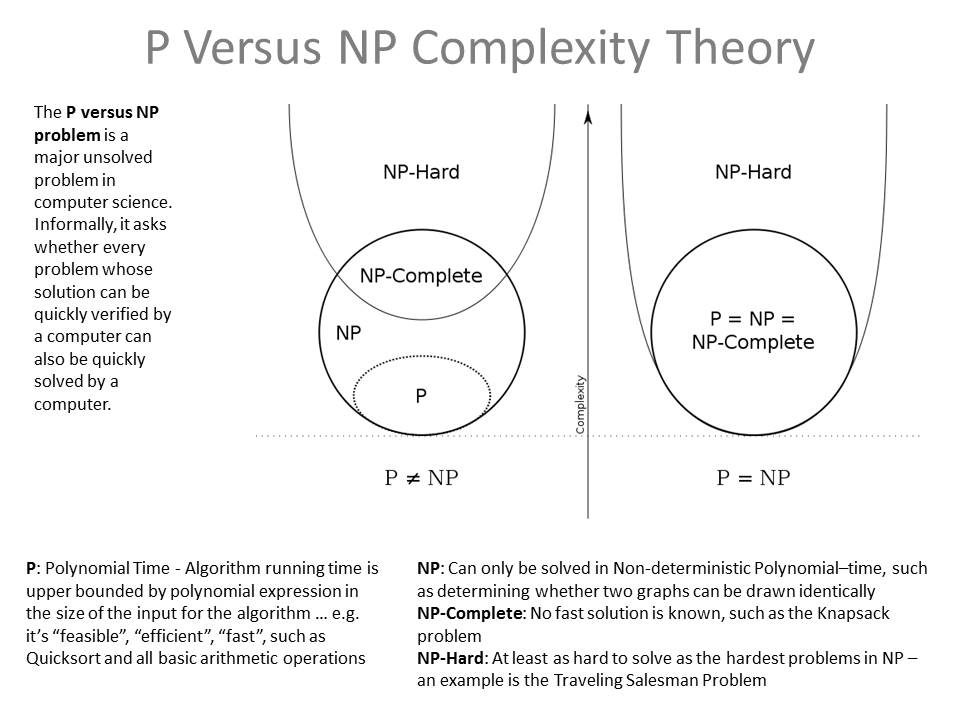 P Versus NP Complexity Theory
The P versus NP
problem is a
major unsolved
problem in
computer science.
Informally, it asks
whether every
problem whose
solution can be
quickly verified by
a computer can
also be quickly
solved by a
computer.
NP-Hard
NP-Complete
NP
P
P ≠ NP
Complexity
NP-Hard
P = NP =
NP-Complete
P = NP
P: Polynomial Time - Algorithm running time is
upper bounded by polynomial expression in
the size of the input for the algorithm … e.g.
it’s “feasible”, “efficient”, “fast”, such as
Quicksort and all basic arithmetic operations
NP: Can only be solved in Non-deterministic Polynomial–time, such
as determining whether two graphs can be drawn identically
NP-Complete: No fast solution is known, such as the Knapsack
problem
NP-Hard: At least as hard to solve as the hardest problems in NP –
an example is the Traveling Salesman Problem